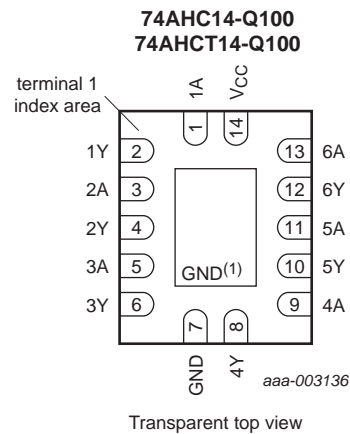 74AHC14-Q100
74AHCT14-Q100
terminal 1
index area
1A
VCC
1
14
1Y 2 13 6A
2A 3 12 6Y
2Y 4 11 5A
3A 5 10 5Y
3Y 6 9 4A
GND(1)
7
8
GND
4Y
aaa-003136
Transparent top view